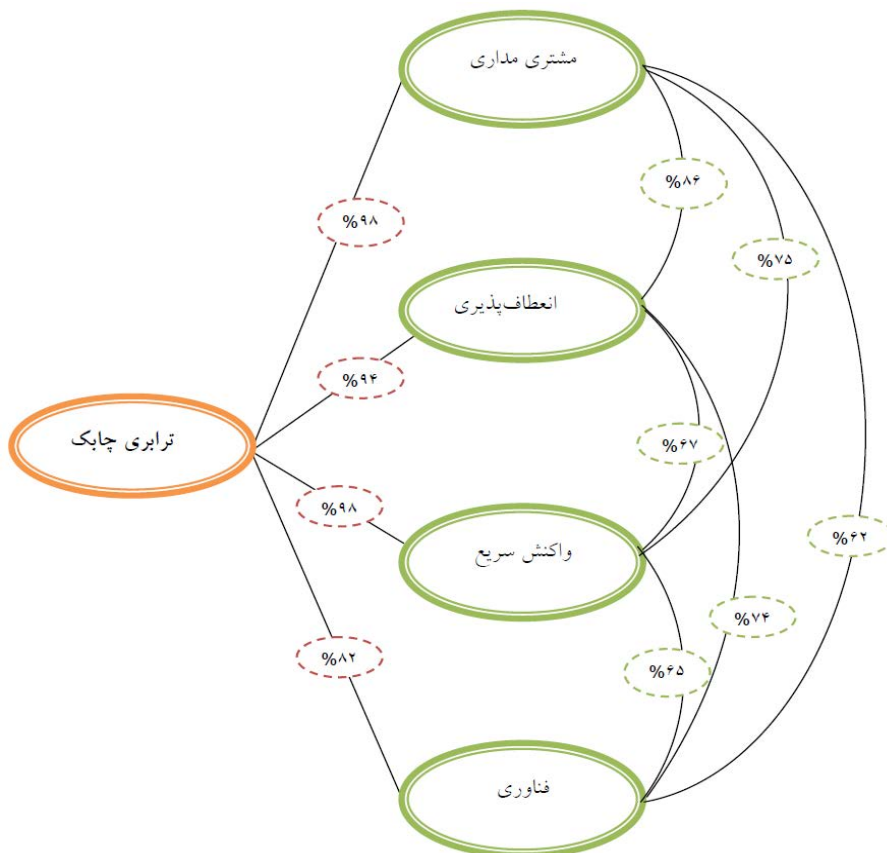 مشتری مداری
%۸۶
%۹۸
%۷۵
انعطاف‌پذیری
%۹۴
ترابری چابک
%۶۷
%۹۸
%۶۲
واکنش سریع
%۷۴
%۸۲
%۶۵
فناوری